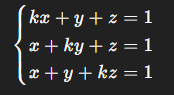 kx + y + z = 1
x + ky + z = 1
x + y + kz = 1